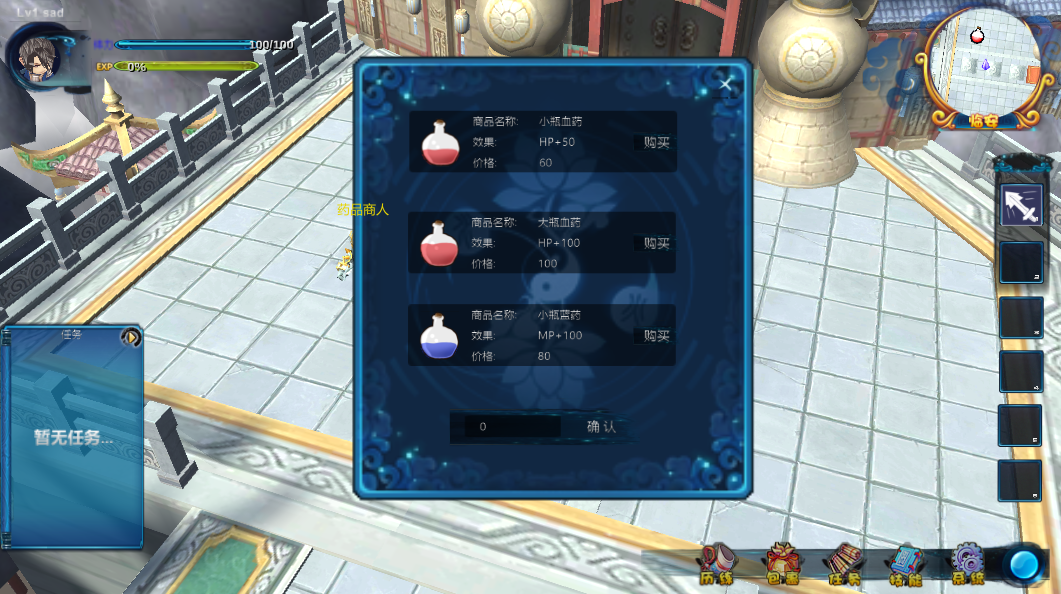 Lv1 sad
体力
100/100
EXP
0%
临安
商品名称:
小瓶血药
效果:
HP+50
购买
价格:
60
药品商人
商品名称:
大瓶血药
效果:
HP+100
购买
价格:
100
商品名称:
小瓶蓝药
效果:
MP+100
购买
价格:
80
任务
暂无任务...
0
确认
历练
包裹
任务
技能
系统